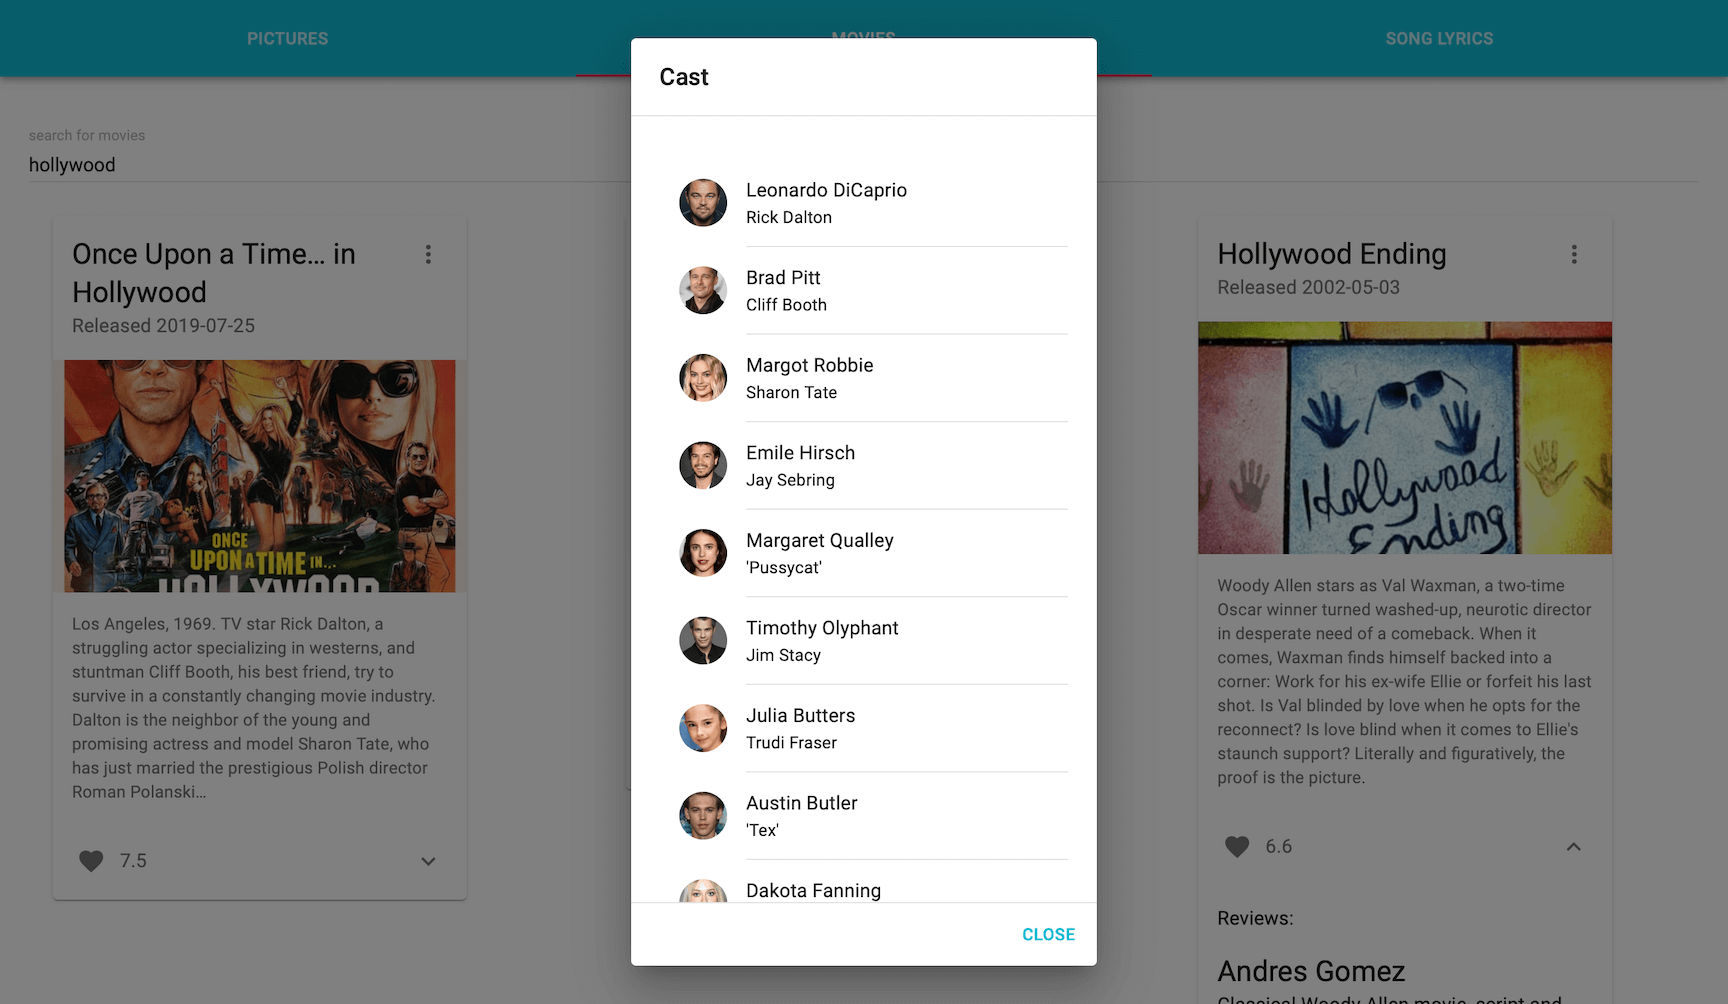 PICTURES
MOVIES
SONG LYRICS
search for movies
hollywood
Once Upon a Time... in
Hollywood
Released 2019-07-25
ONCE
UPON A TIME IN...
HOLLYWOOD
Los Angeles, 1969. TV star Rick Dalton, a
struggling actor specializing in westerns, and
stuntman Cliff Booth, his best friend, try to
survive in a constantly changing movie industry.
Dalton is the neighbor of the young and
promising actress and model Sharon Tate, who
has just married the prestigious Polish director
Roman Polanski...
7.5
Cast
Leonardo DiCaprio
Rick Dalton
Brad Pitt
Cliff Booth
Margot Robbie
Sharon Tate
Emile Hirsch
Jay Sebring
Margaret Qualley
'Pussycat'
Timothy Olyphant
Jim Stacy
Julia Butters
Trudi Fraser
Austin Butler
'Tex'
Dakota Fanning
CLOSE
Hollywood Ending
Released 2002-05-03
Hollywood
Ending
Woody Allen stars as Val Waxman, a two-time
Oscar winner turned washed-up, neurotic director
in desperate need of a comeback. When it
comes, Waxman finds himself backed into a
corner: Work for his ex-wife Ellie or forfeit his last
shot. Is Val blinded by love when he opts for the
reconnect? Is love blind when it comes to Ellie's
staunch support? Literally and figuratively, the
proof is the picture.
6.6
Reviews:
Andres Gomez
Classical Woody Allen movie, script and